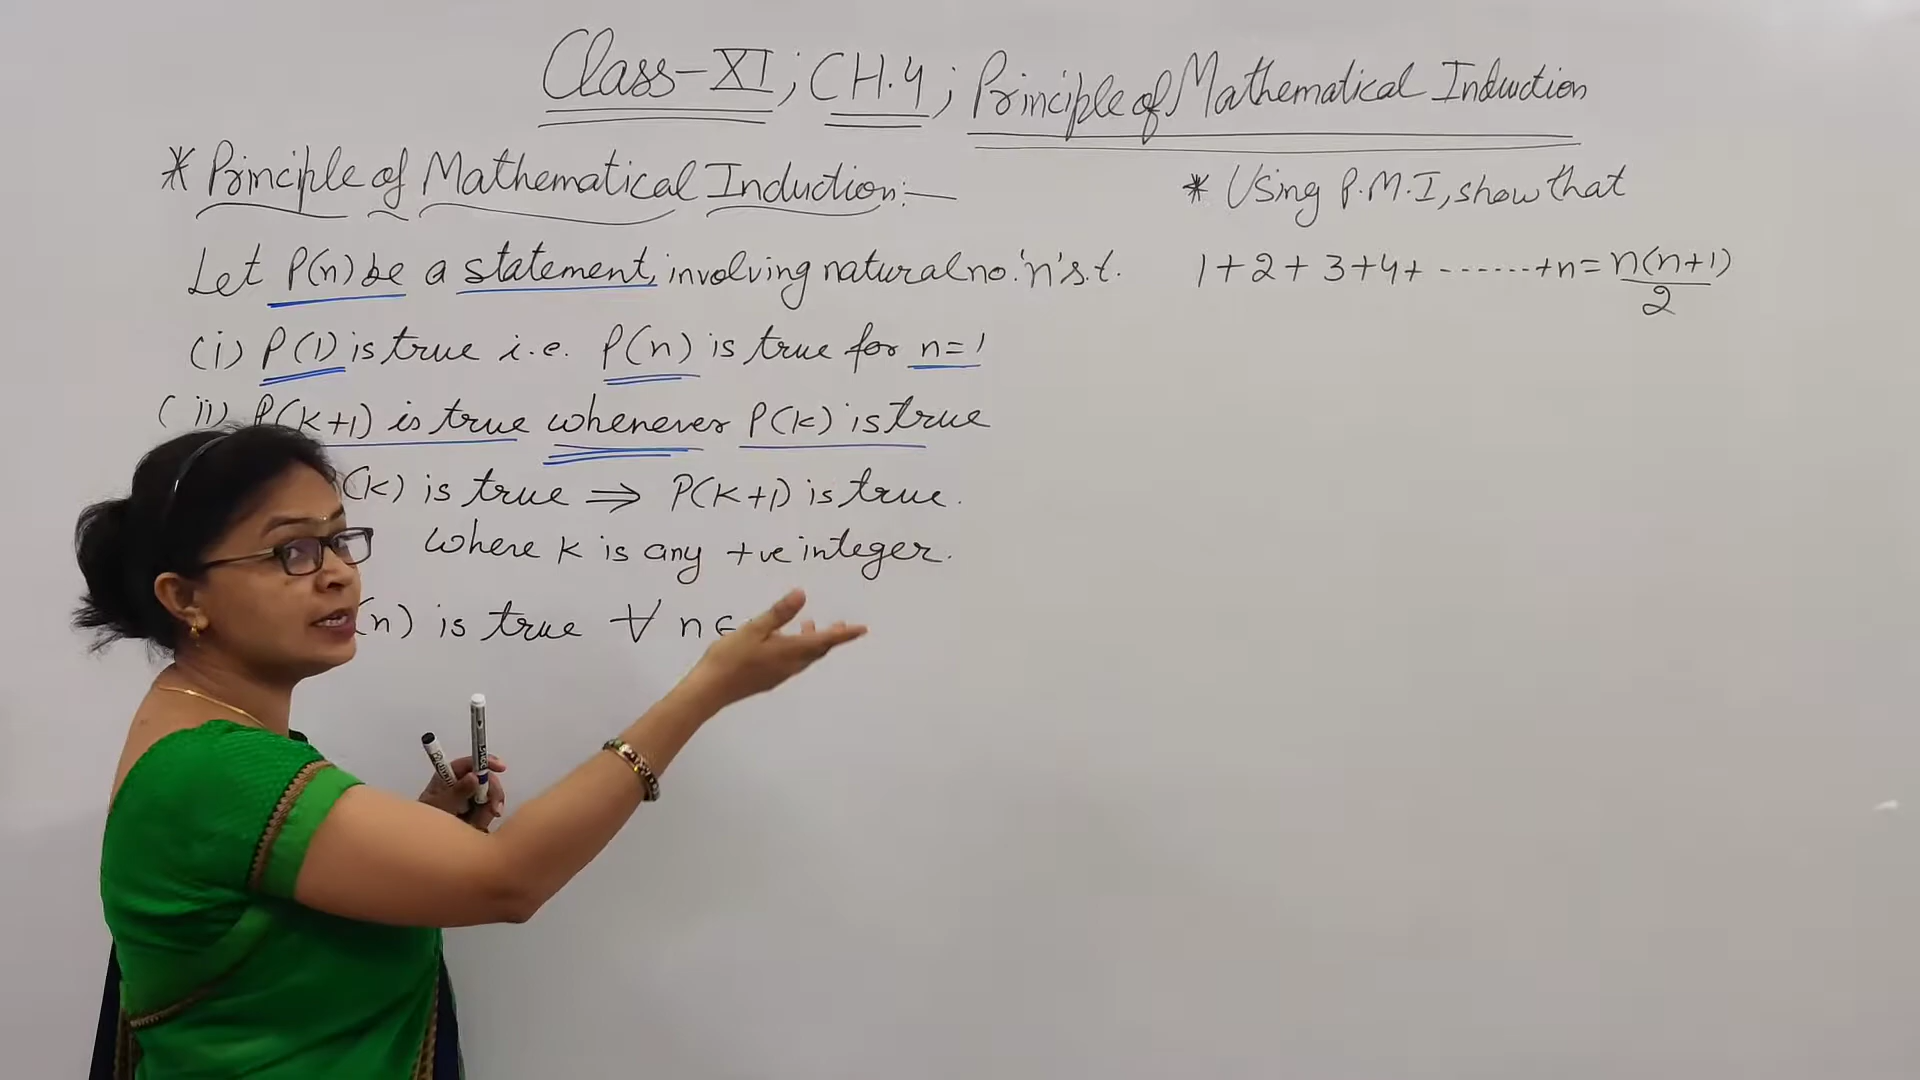 Class-XI; CH.4; Principle of Mathematical Induction
* Principle of Mathematical Induction:—
Let P(n) be a statement, involving natural no. 'n' s.t.
(i) P(1) is true i.e. P(n) is true for n=1
(ii) P(K+1) is true whenever P(K) is true
(K) is true ⇒ P(K+1) is true.
where K is any +ve integer.
(n) is true ∀ n ∈
* Using P.M.I, show that
1+2+3+4+ ------- +n = n(n+1)
2